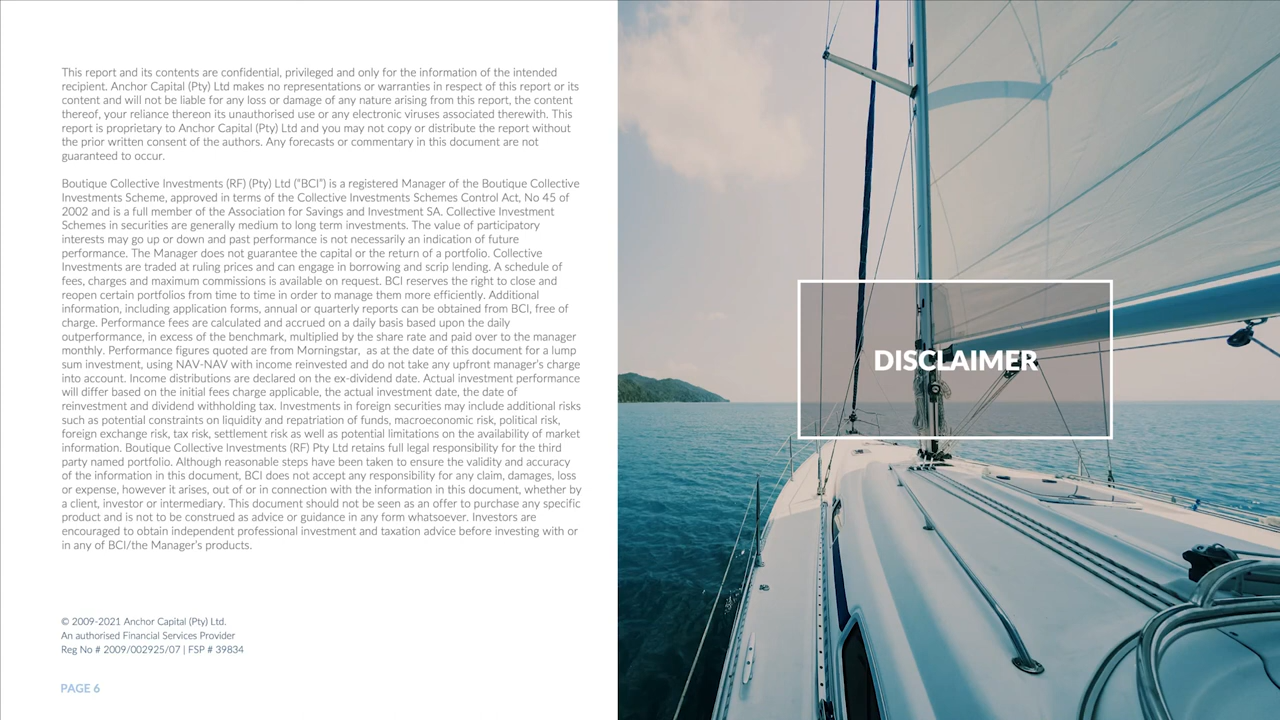 This report and its contents are confidential, privileged and only for the information of the intended
recipient. Anchor Capital (Pty) Ltd makes no representations or warranties in respect of this report or its
content and will not be liable for any loss or damage of any nature arising from this report, the content
thereof, your reliance thereon its unauthorised use or any electronic viruses associated therewith. This
report is proprietary to Anchor Capital (Pty) Ltd and you may not copy or distribute the report without
the prior written consent of the authors. Any forecasts or commentary in this document are not
guaranteed to occur.
Boutique Collective Investments (RF) (Pty) Ltd ("BCI") is a registered Manager of the Boutique Collective
Investments Scheme, approved in terms of the Collective Investments Schemes Control Act, No 45 of
2002 and is a full member of the Association for Savings and Investment SA. Collective Investment
Schemes in securities are generally medium to long term investments. The value of participatory
interests may go up or down and past performance is not necessarily an indication of future
performance. The Manager does not guarantee the capital or the return of a portfolio. Collective
Investments are traded at ruling prices and can engage in borrowing and scrip lending. A schedule of
fees, charges and maximum commissions is available on request. BCI reserves the right to close and
reopen certain portfolios from time to time in order to manage them more efficiently. Additional
information, including application forms, annual or quarterly reports can be obtained from BCI, free of
charge. Performance fees are calculated and accrued on a daily basis based upon the daily
outperformance, in excess of the benchmark, multiplied by the share rate and paid over to the manager
monthly. Performance figures quoted are from Morningstar, as at the date of this document for a lump
sum investment, using NAV-NAV with income reinvested and do not take any upfront manager's charge
into account. Income distributions are declared on the ex-dividend date. Actual investment performance
will differ based on the initial fees charge applicable, the actual investment date, the date of
reinvestment and dividend withholding tax. Investments in foreign securities may include additional risks
such as potential constraints on liquidity and repatriation of funds, macroeconomic risk, political risk,
foreign exchange risk, tax risk, settlement risk as well as potential limitations on the availability of market
information. Boutique Collective Investments (RF) Pty Ltd retains full legal responsibility for the third
party named portfolio. Although reasonable steps have been taken to ensure the validity and accuracy
of the information in this document, BCI does not accept any responsibility for any claim, damages, loss
or expense, however it arises, out of or in connection with the information in this document, whether by
a client, investor or intermediary. This document should not be seen as an offer to purchase any specific
product and is not to be construed as advice or guidance in any form whatsoever. Investors are
encouraged to obtain independent professional investment and taxation advice before investing with or
in any of BCI/the Manager's products.
© 2009-2021 Anchor Capital (Pty) Ltd.
An authorised Financial Services Provider
Reg No # 2009/002925/07 | FSP # 39834
PAGE 6
DISCLAIMER